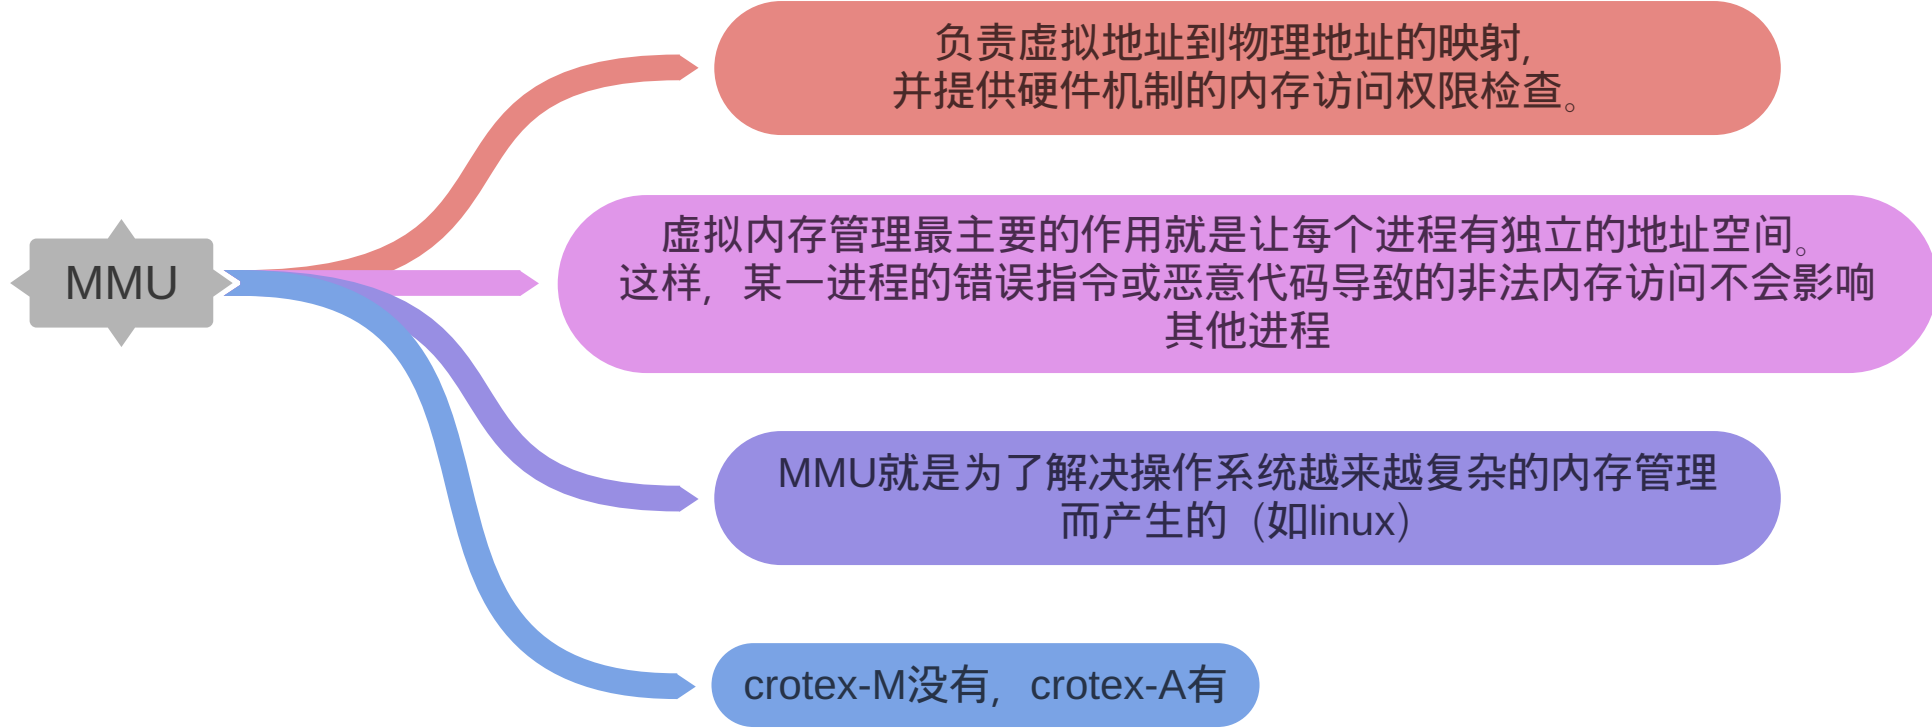 MMU
负责虚拟地址到物理地址的映射,
并提供硬件机制的内存访问权限检查。
虚拟内存管理最主要的作用就是让每个进程有独立的地址空间。
这样，某一进程的错误指令或恶意代码导致的非法内存访问不会影响
其他进程
MMU就是为了解决操作系统越来越复杂的内存管理
而产生的（如linux）
crotex-M没有，crotex-A有